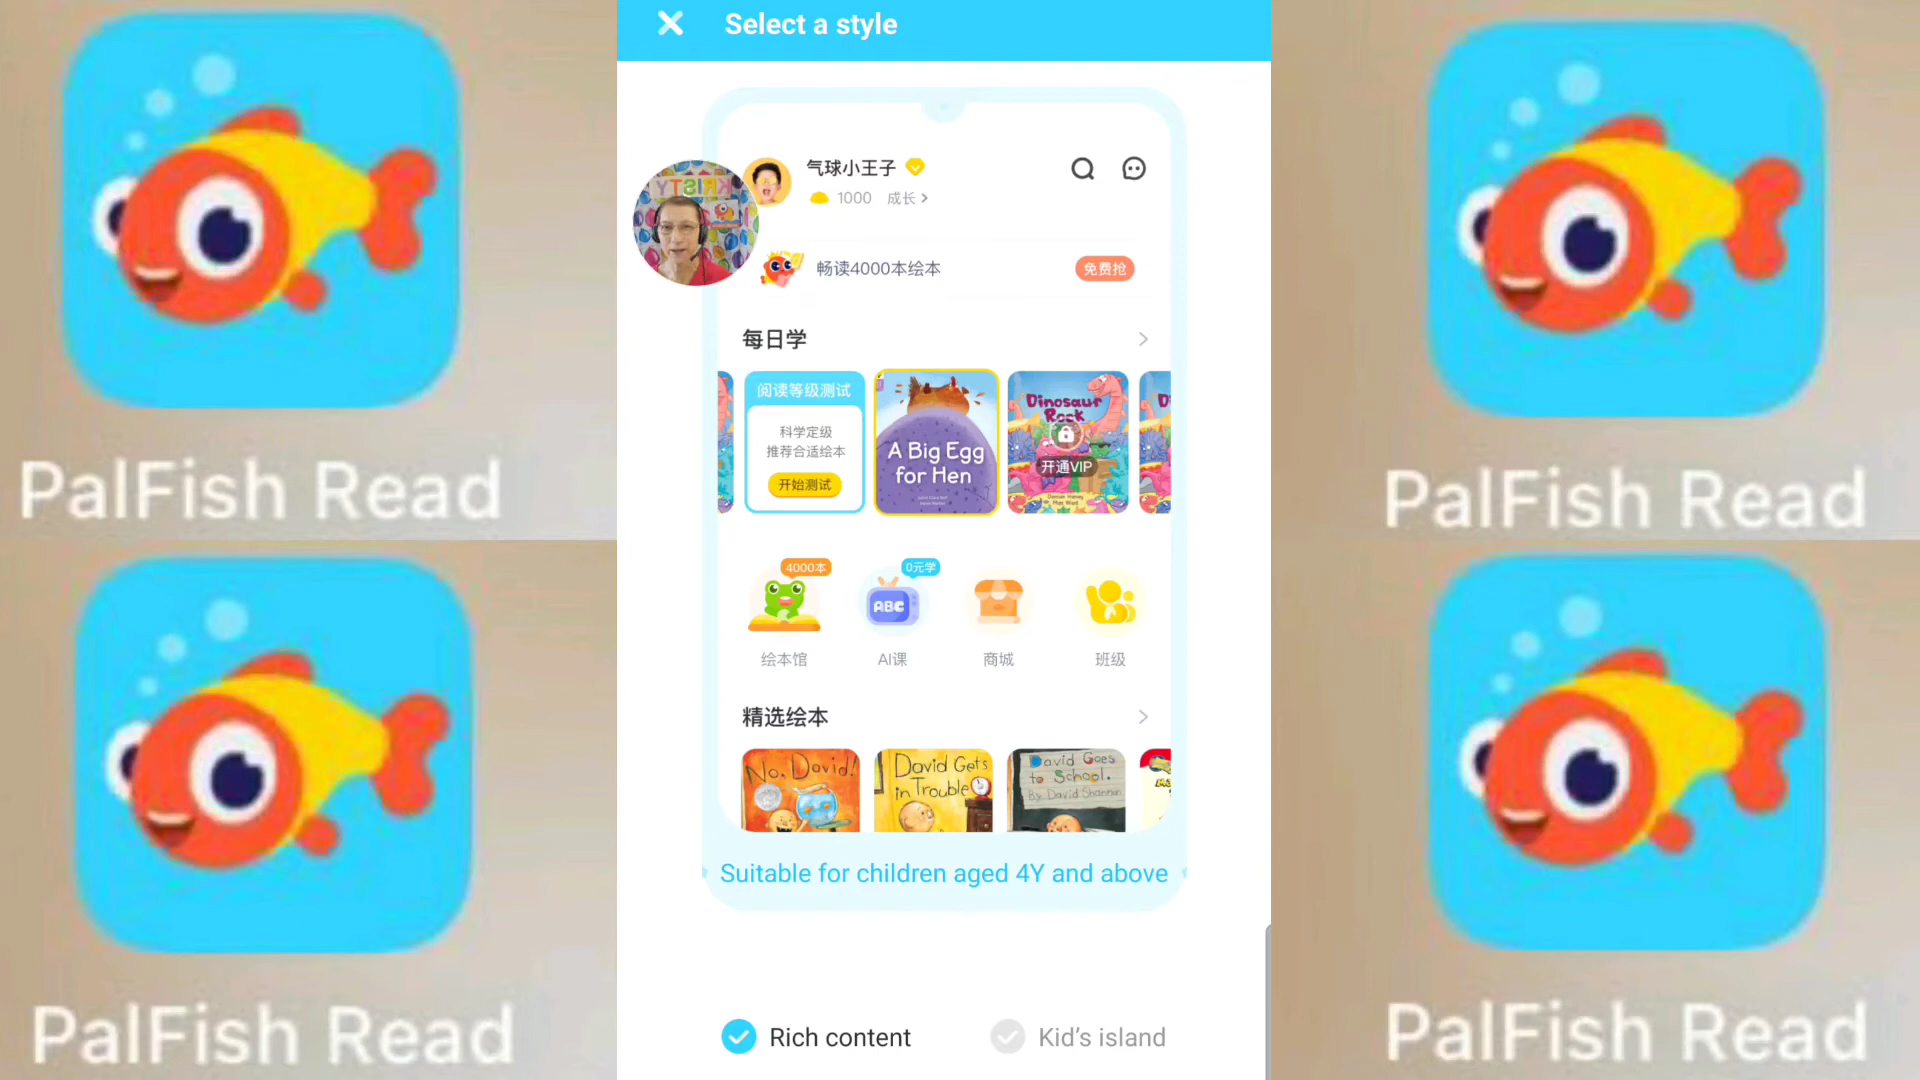 Select a style
KRISTY
气球小王子
1000 成长
畅读4000本绘本
免费抢
每日学
阅读等级测试
科学定级
推荐合适绘本
开始测试
A Big Egg
for Hen
Dinosaur
Rock
开通VIP
4000本
0元学
ABC
绘本馆
AI课
商城
班级
精选绘本
No, David!
David Gets
in Trouble
David Goes
to School.
By David Shannon
Suitable for children aged 4Y and above
Rich content
Kid’s island
PalFish Read
PalFish Read
PalFish Read
PalFish Read